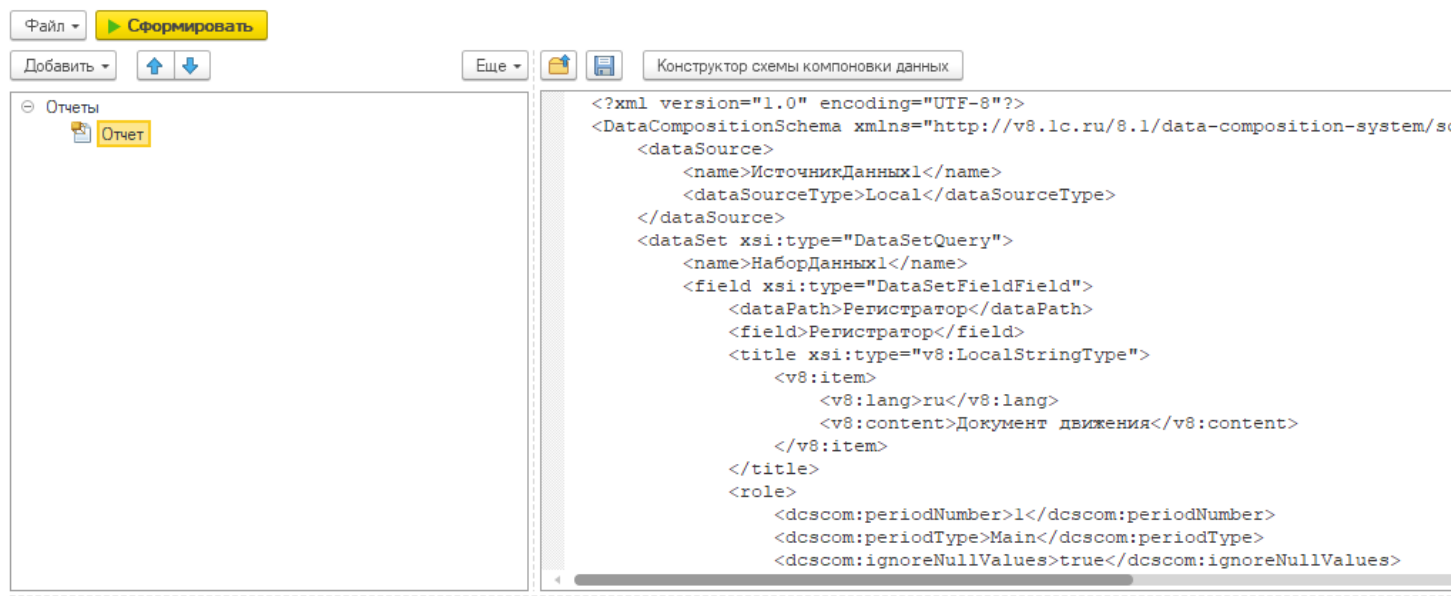 Файл
Сформировать
Добавить
Еще
Конструктор схемы компоновки данных
Отчеты
Отчет
<?xml version="1.0" encoding="UTF-8"?>
<DataCompositionSchema xmlns="http://v8.1c.ru/8.1/data-composition-system/sc
<dataSource>
<name>ИсточникДанных1</name>
<dataSourceType>Local</dataSourceType>
</dataSource>
<dataSet xsi:type="DataSetQuery">
<name>НаборДанных1</name>
<field xsi:type="DataSetFieldField">
<dataPath>Регистратор</dataPath>
<field>Регистратор</field>
<title xsi:type="v8:LocalStringType">
<v8:item>
<v8:lang>ru</v8:lang>
<v8:content>Документ движения</v8:content>
</v8:item>
</title>
<role>
<dcscom:periodNumber>1</dcscom:periodNumber>
<dcscom:periodType>Main</dcscom:periodType>
<dcscom:ignoreNullValues>true</dcscom:ignoreNullValues>